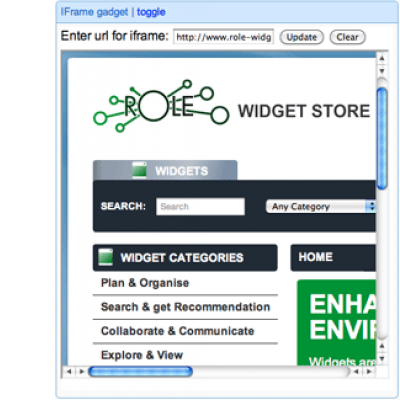 IFrame gadget | toggle
Enter url for iframe: http://www.role-widg Update Clear
ROLE WIDGET STORE
WIDGETS
SEARCH: Search Any Category
WIDGET CATEGORIES HOME
Plan & Organise
Search & get Recommendation
Collaborate & Communicate
Explore & View
ENHA
ENVI
Widgets are